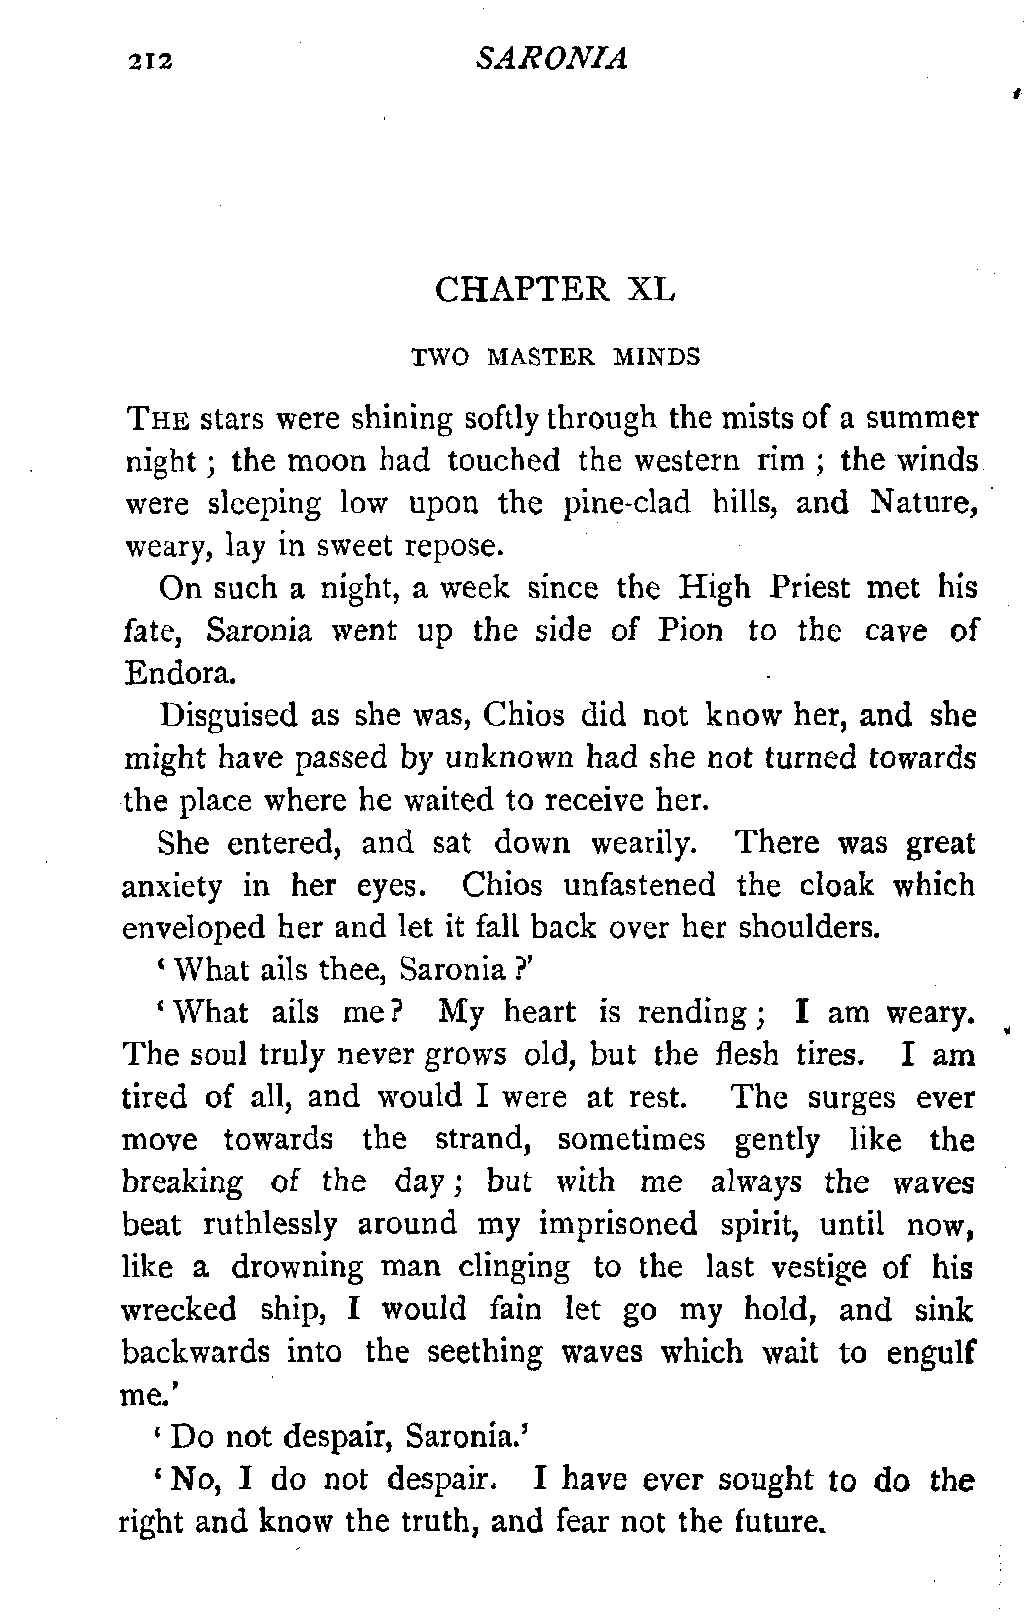 212 SARONIA
CHAPTER XL
TWO MASTER MINDS
THE stars were shining softly through the mists of a summer
night ; the moon had touched the western rim ; the winds
were sleeping low upon the pine-clad hills, and Nature,
weary, lay in sweet repose.
On such a night, a week since the High Priest met his
fate, Saronia went up the side of Pion to the cave of
Endora.
Disguised as she was, Chios did not know her, and she
might have passed by unknown had she not turned towards
the place where he waited to receive her.
She entered, and sat down wearily. There was great
anxiety in her eyes. Chios unfastened the cloak which
enveloped her and let it fall back over her shoulders.
‘ What ails thee, Saronia ?’
‘ What ails me? My heart is rending ; I am weary.
The soul truly never grows old, but the flesh tires. I am
tired of all, and would I were at rest. The surges ever
move towards the strand, sometimes gently like the
breaking of the day ; but with me always the waves
beat ruthlessly around my imprisoned spirit, until now,
like a drowning man clinging to the last vestige of his
wrecked ship, I would fain let go my hold, and sink
backwards into the seething waves which wait to engulf
me.’
‘ Do not despair, Saronia.’
‘ No, I do not despair. I have ever sought to do the
right and know the truth, and fear not the future.